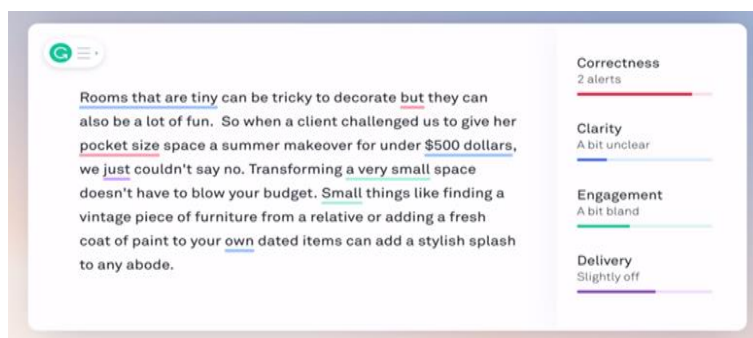 Rooms that are tiny can be tricky to decorate but they can
also be a lot of fun.  So when a client challenged us to give her
pocket size space a summer makeover for under $500 dollars,
we just couldn't say no. Transforming a very small space
doesn't have to blow your budget. Small things like finding a
vintage piece of furniture from a relative or adding a fresh
coat of paint to your own dated items can add a stylish splash
to any abode.
Correctness
2 alerts
Clarity
A bit unclear
Engagement
A bit bland
Delivery
Slightly off